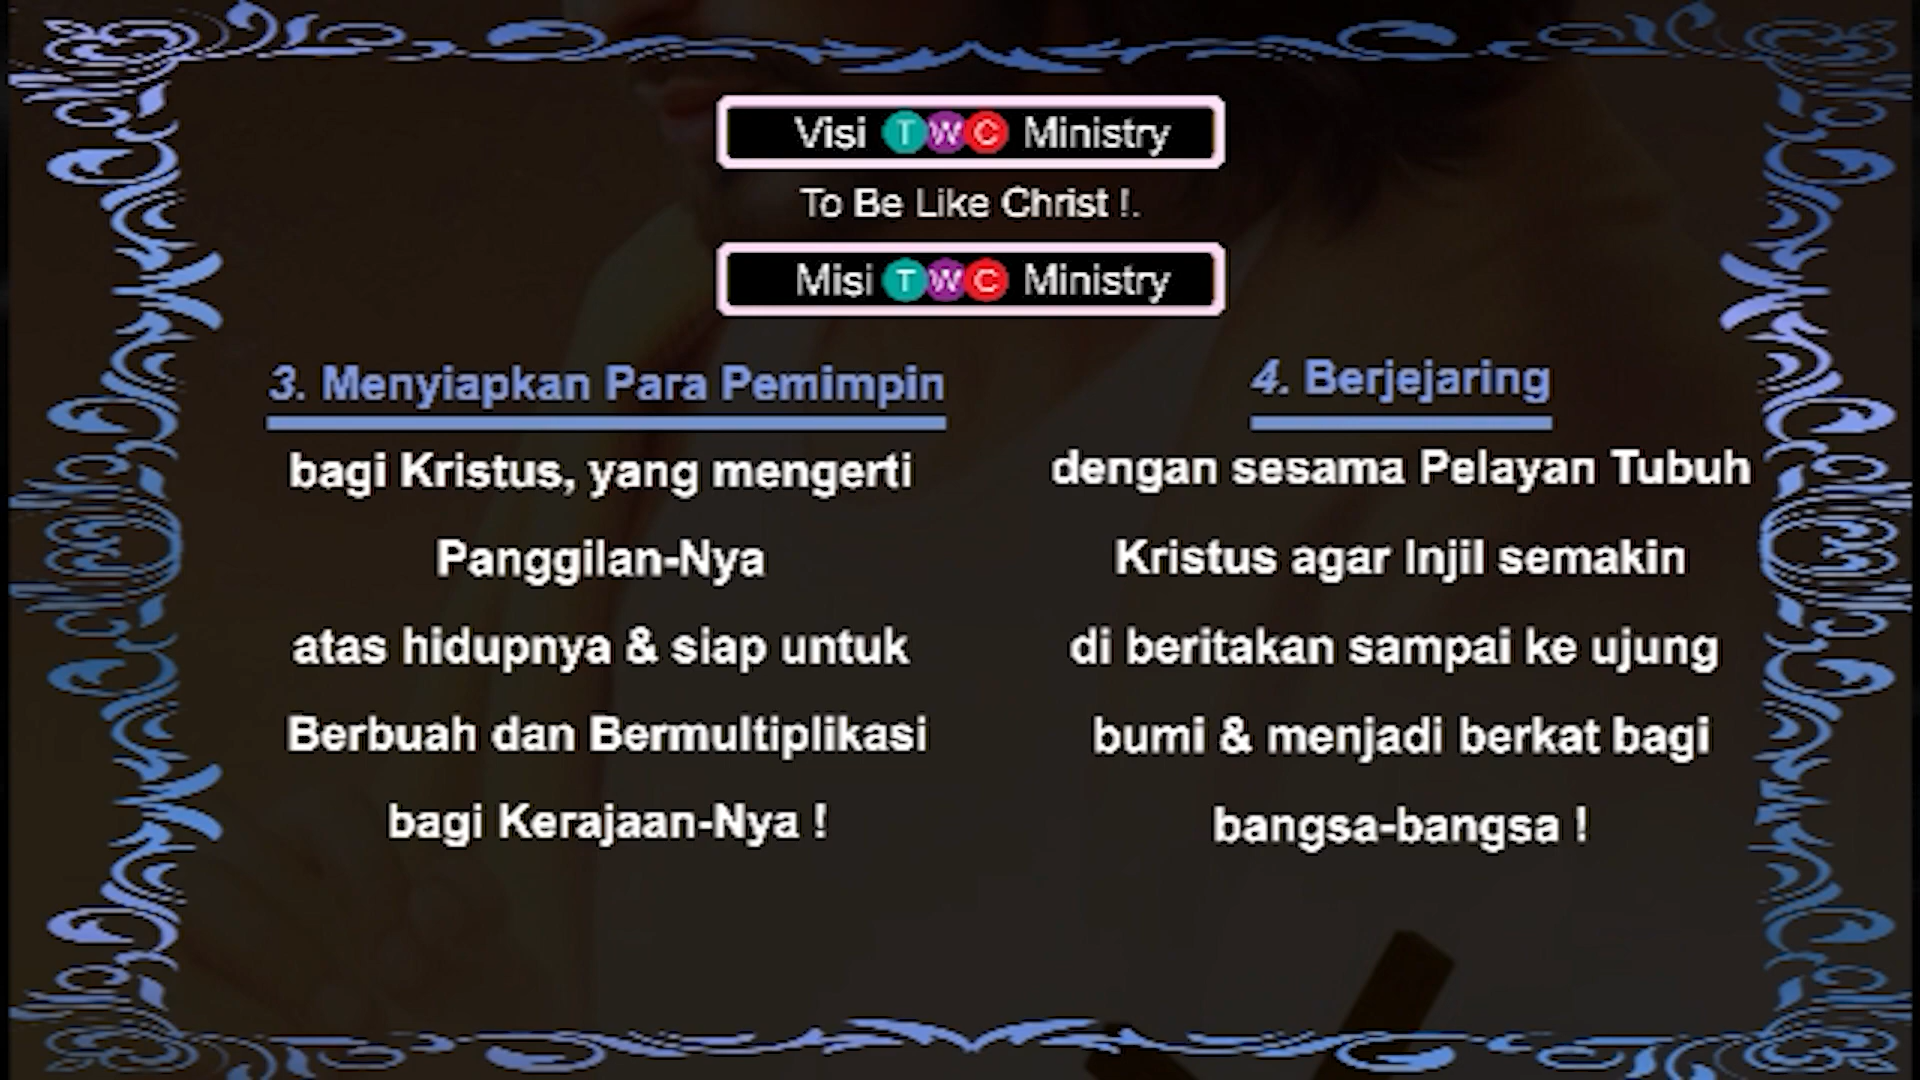 Visi TWC Ministry
To Be Like Christ !.
Misi TWC Ministry
3. Menyiapkan Para Pemimpin
bagi Kristus, yang mengerti
Panggilan-Nya
atas hidupnya & siap untuk
Berbuah dan Bermultiplikasi
bagi Kerajaan-Nya !
4. Berjejaring
dengan sesama Pelayan Tubuh
Kristus agar Injil semakin
di beritakan sampai ke ujung
bumi & menjadi berkat bagi
bangsa-bangsa !